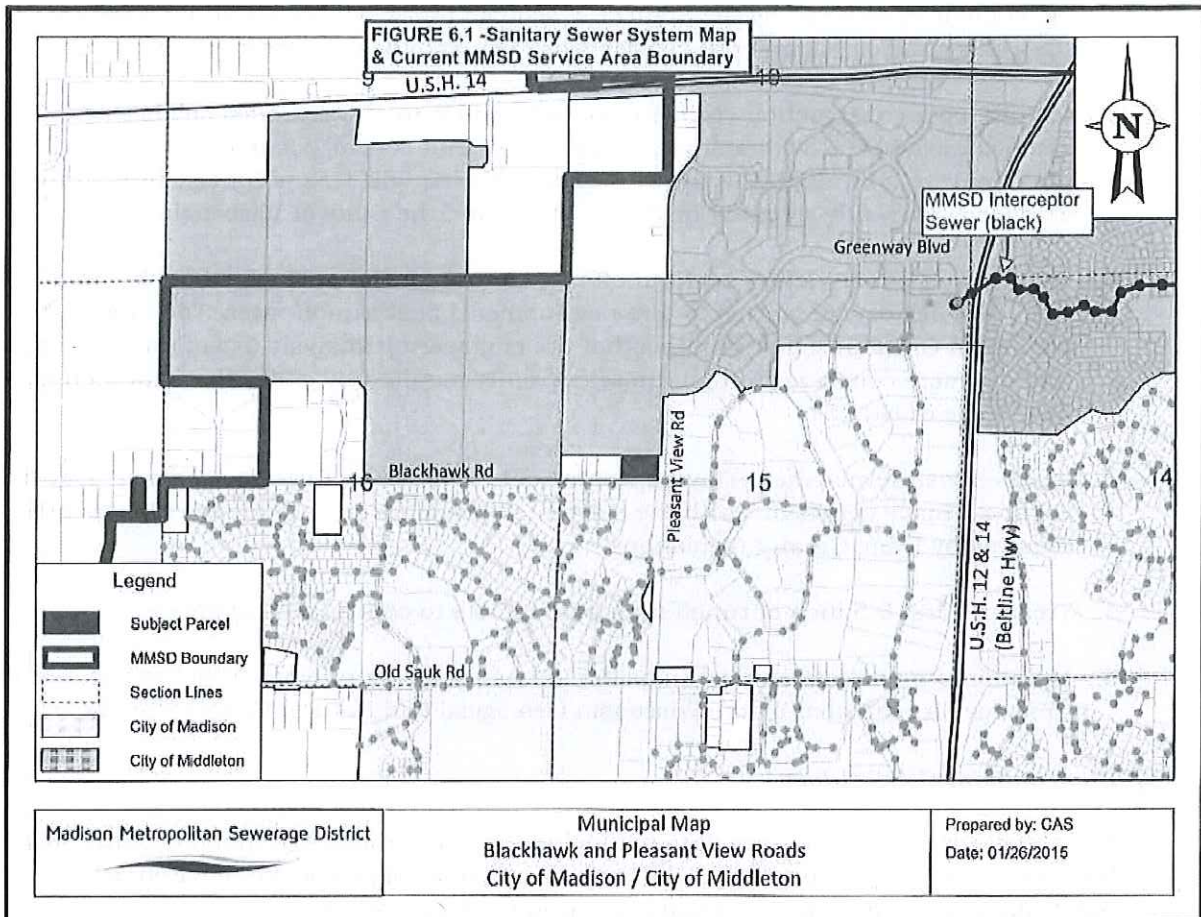 FIGURE 6.1 -Sanitary Sewer System Map
& Current MMSD Service Area Boundary
9
10
U.S.H. 14
N
MMSD Interceptor
Sewer (black)
Greenway Blvd
Pleasant View Rd
Blackhawk Rd
16
15
14
U.S.H. 12 & 14
(Beltline Hwy)
Old Sauk Rd
Legend
Subject Parcel
MMSD Boundary
Section Lines
City of Madison
City of Middleton
Madison Metropolitan Sewerage District
Municipal Map
Blackhawk and Pleasant View Roads
City of Madison / City of Middleton
Prepared by: CAS
Date: 01/26/2015